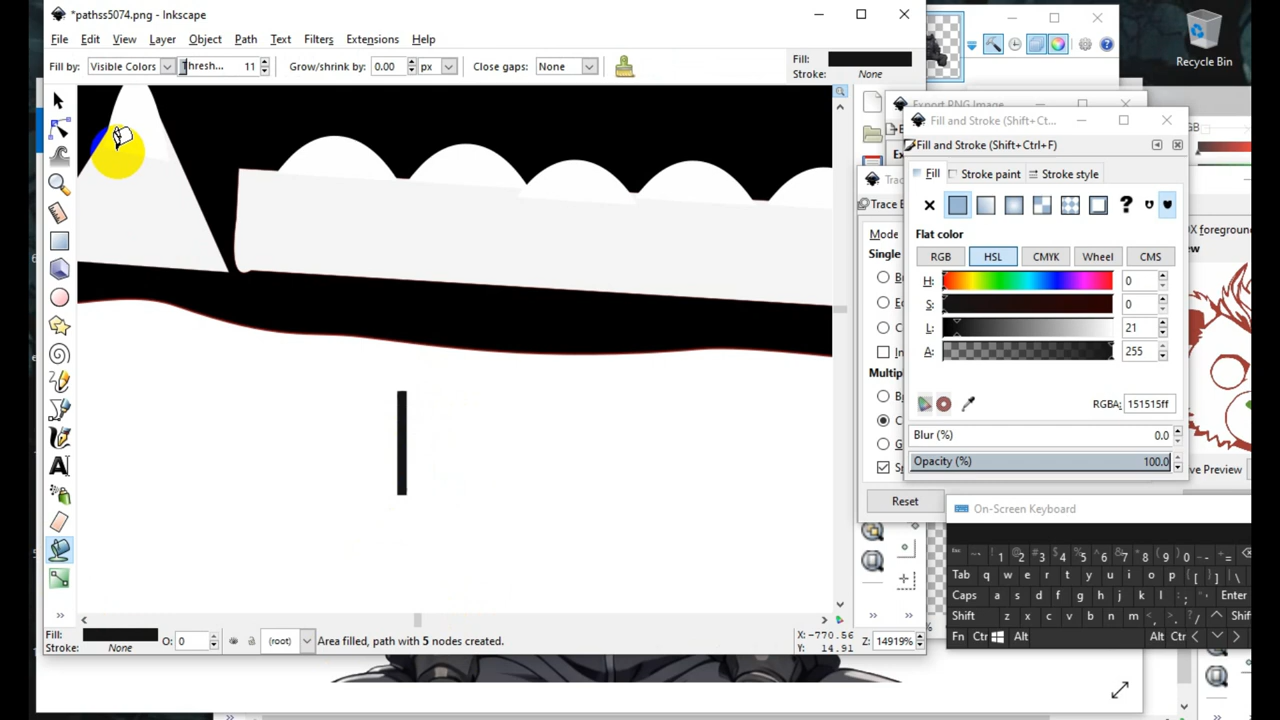 *pathss5074.png - Inkscape
File Edit View Layer Object Path Text Filters Extensions Help
Fill by: Visible Colors Thresh... 11 Grow/shrink by: 0.00 px Close gaps: None
Fill:
Stroke: None
Recycle Bin
Export PNG Image
Fill and Stroke (Shift+Ct...
Fill and Stroke (Shift+Ctrl+F)
Fill Stroke paint Stroke style
Flat color
RGB HSL CMYK Wheel CMS
H: 0
S: 0
L: 21
A: 255
RGBA: 151515ff
Blur (%) 0.0
Opacity (%) 100.0
Trace B
Mode
Single
Multip
Reset
On-Screen Keyboard
Tab q w e r t y u i o p [ ] \
Caps a s d f g h j k l ; ' Enter
Shift z x c v b n m , . / Shif
Fn Ctr Alt Alt Ctr
Fill:
Stroke: None
O: 0 (root) Area filled, path with 5 nodes created.
X: -770.56
Y: 14.91
Z: 14919%